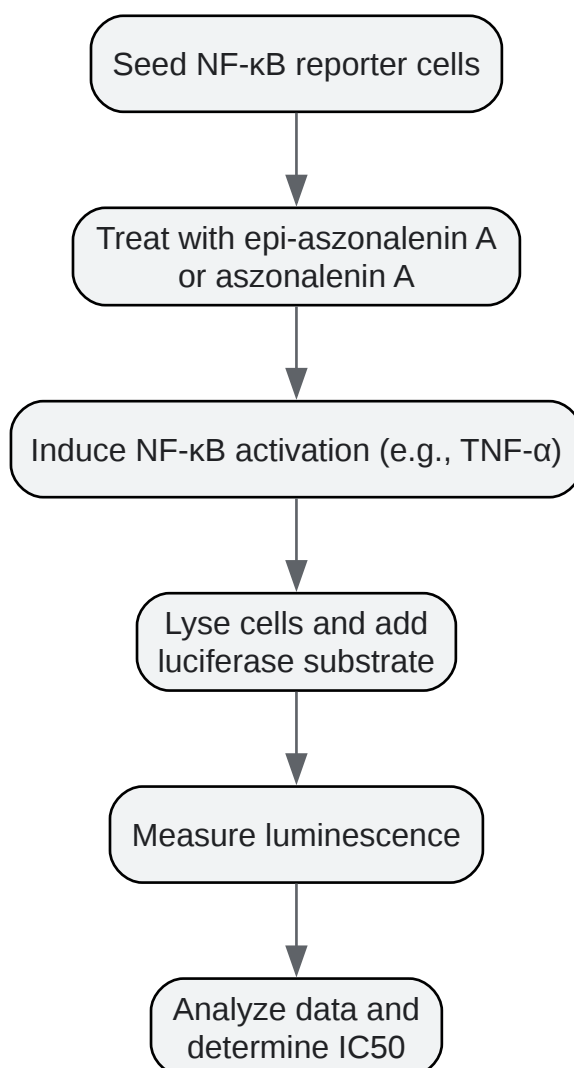 Seed NF-κB reporter cells
Treat with epi-aszonalenin A
or aszonalenin A
Induce NF-κB activation (e.g., TNF-α)
Lyse cells and add
luciferase substrate
Measure luminescence
Analyze data and
determine IC50